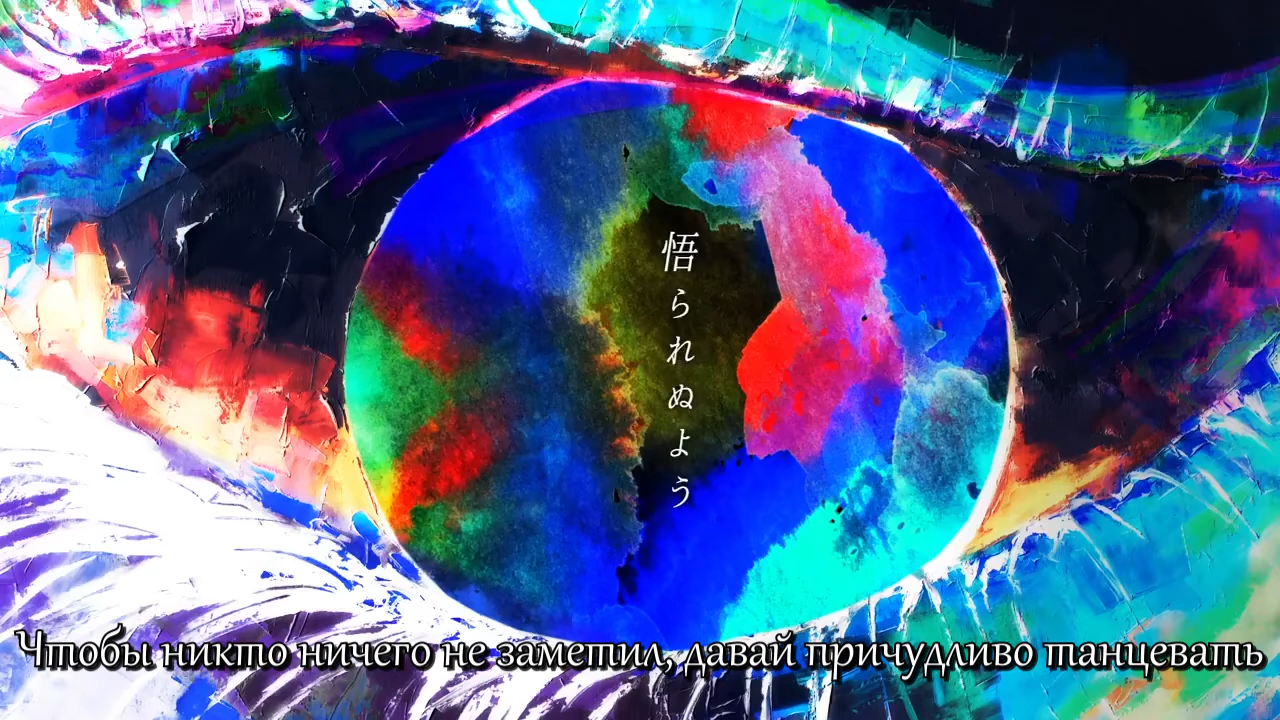 悟られぬよう
Чтобы никто ничего не заметил, давай причудливо танцевать